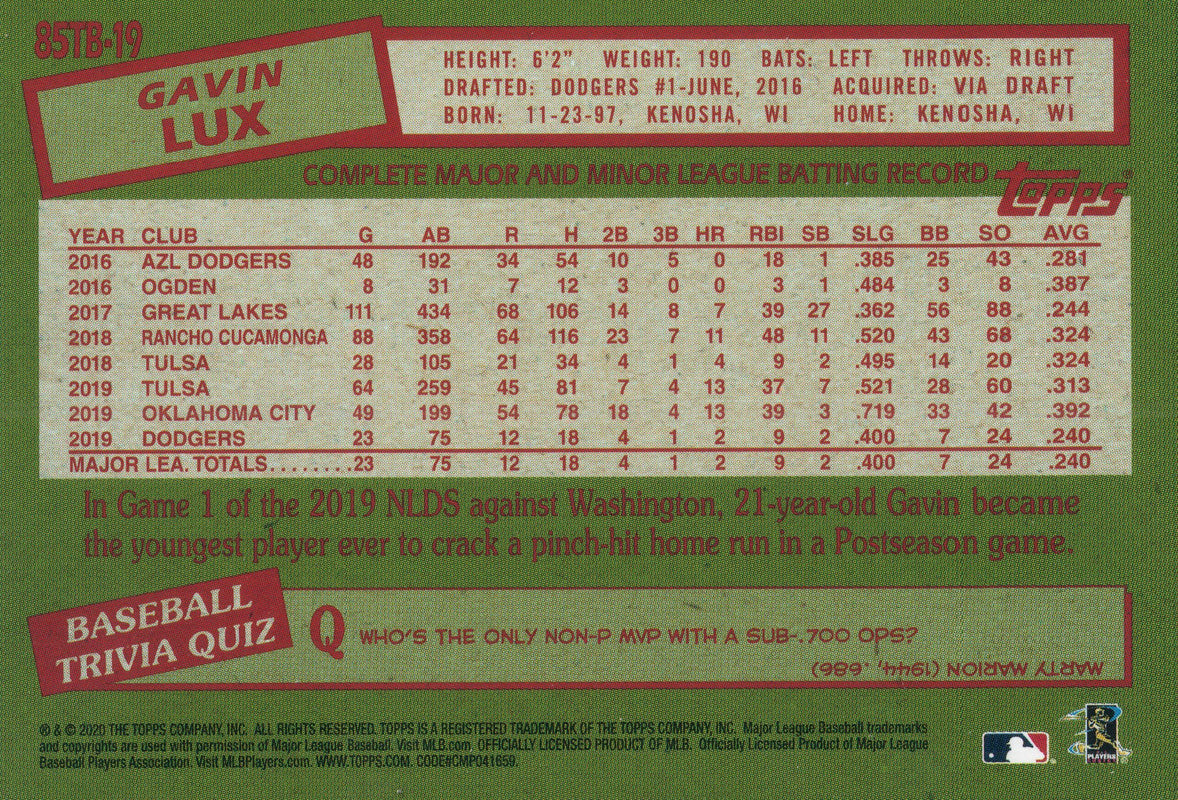 85TB-19
GAVIN
LUX
HEIGHT: 6'2" WEIGHT: 190 BATS: LEFT THROWS: RIGHT
DRAFTED: DODGERS #1-JUNE, 2016 ACQUIRED: VIA DRAFT
BORN: 11-23-97, KENOSHA, WI HOME: KENOSHA, WI
COMPLETE MAJOR AND MINOR LEAGUE BATTING RECORD
Topps®
YEAR CLUB G AB R H 2B 3B HR RBI SB SLG BB SO AVG
2016 AZL DODGERS 48 192 34 54 10 5 0 18 1 .385 25 43 .281
2016 OGDEN 8 31 7 12 3 0 0 3 1 .484 3 8 .387
2017 GREAT LAKES 111 434 68 106 14 8 7 39 27 .362 56 88 .244
2018 RANCHO CUCAMONGA 88 358 64 116 23 7 11 48 11 .520 43 68 .324
2018 TULSA 28 105 21 34 4 1 4 9 2 .495 14 20 .324
2019 TULSA 64 259 45 81 7 4 13 37 7 .521 28 60 .313
2019 OKLAHOMA CITY 49 199 54 78 18 4 13 39 3 .719 33 42 .392
2019 DODGERS 23 75 12 18 4 1 2 9 2 .400 7 24 .240
MAJOR LEA. TOTALS........23 75 12 18 4 1 2 9 2 .400 7 24 .240
In Game 1 of the 2019 NLDS against Washington, 21-year-old Gavin became
the youngest player ever to crack a pinch-hit home run in a Postseason game.
BASEBALL
TRIVIA QUIZ
Q WHO'S THE ONLY NON-P MVP WITH A SUB-.700 OPS?
MARTY MARION (1944, .686)
® & © 2020 THE TOPPS COMPANY, INC. ALL RIGHTS RESERVED. TOPPS IS A REGISTERED TRADEMARK OF THE TOPPS COMPANY, INC. Major League Baseball trademarks
and copyrights are used with permission of Major League Baseball. Visit MLB.com. OFFICIALLY LICENSED PRODUCT OF MLB. Officially Licensed Product of Major League
Baseball Players Association. Visit MLBPlayers.com. WWW.TOPPS.COM. CODE#CMP041659.
PLAYERS